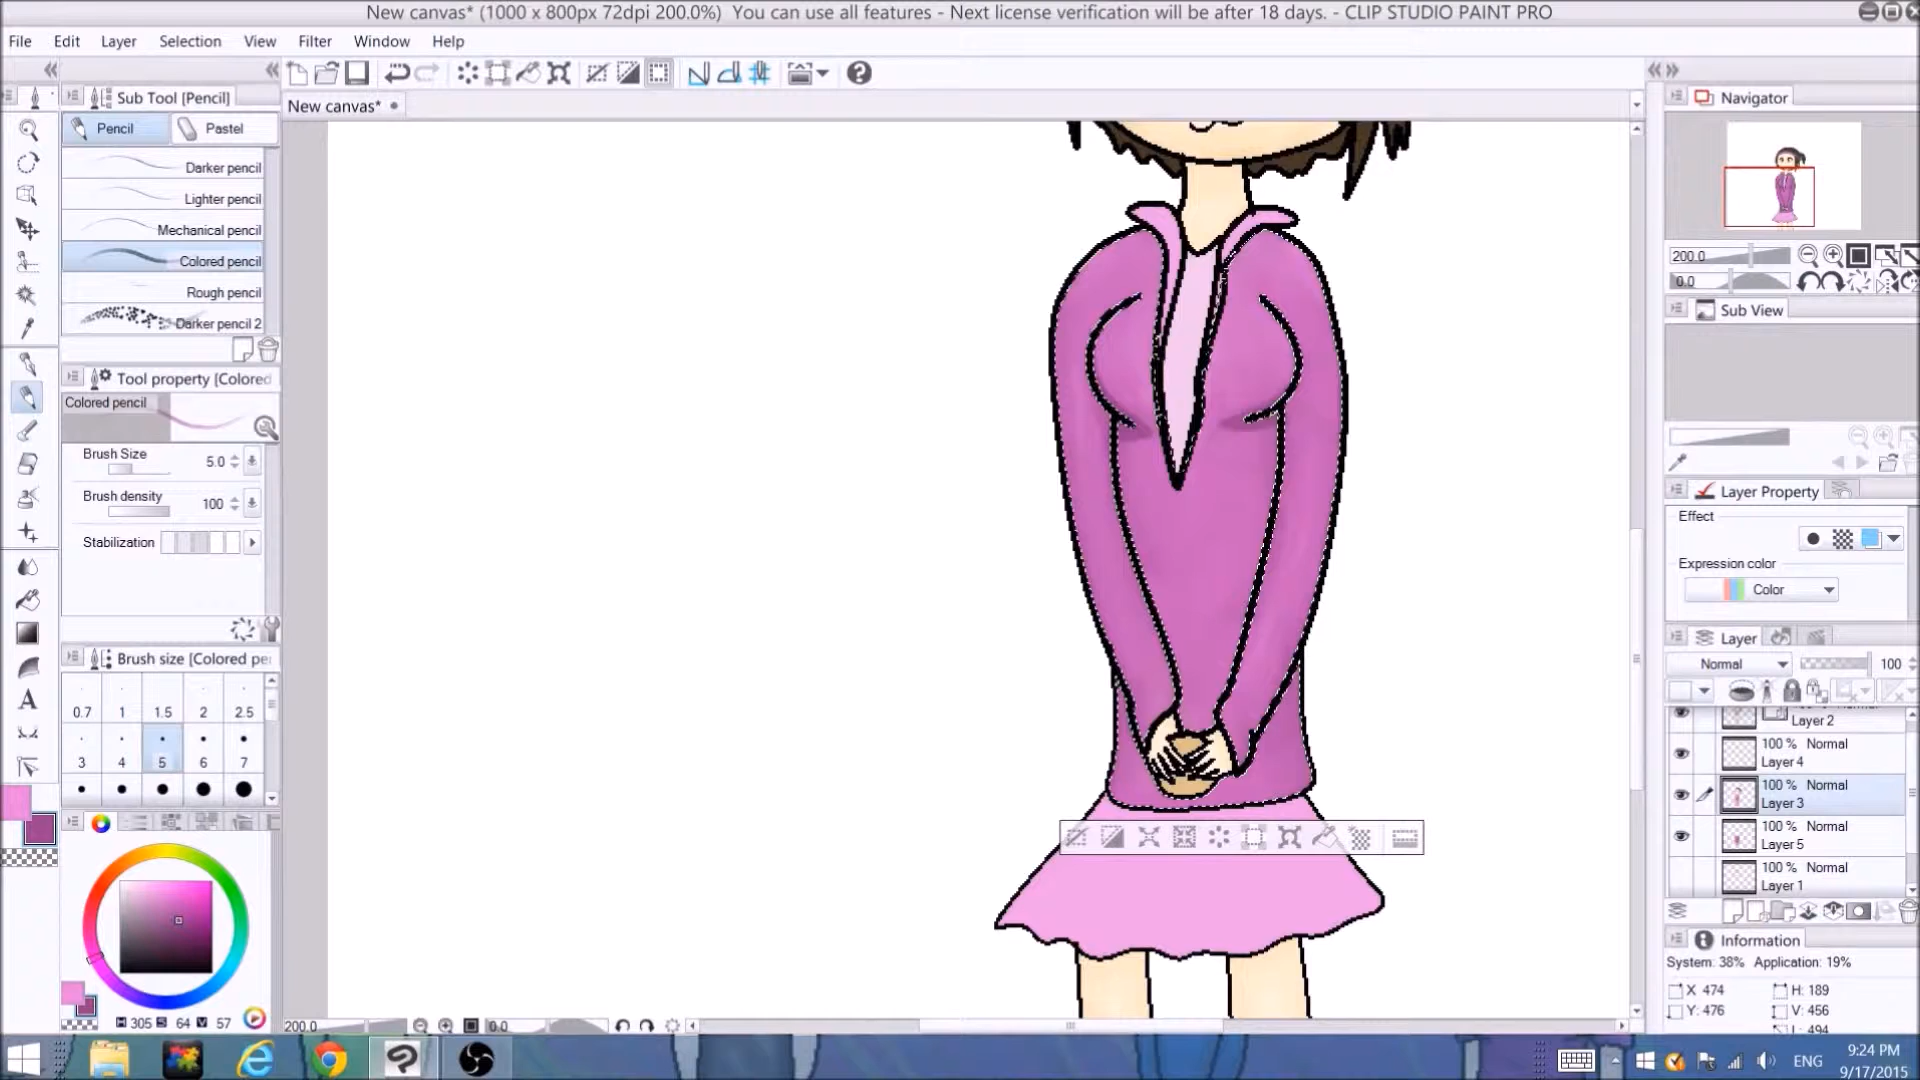 New canvas* (1000 x 800px 72dpi 200.0%)  You can use all features - Next license verification will be after 18 days. - CLIP STUDIO PAINT PRO
File Edit Layer Selection View Filter Window Help
Sub Tool [Pencil]
Pencil Pastel
Darker pencil
Lighter pencil
Mechanical pencil
Colored pencil
Rough pencil
Darker pencil 2
Tool property [Colored
Colored pencil
Brush Size 5.0
Brush density 100
Stabilization
Brush size [Colored per
0.7 1 1.5 2 2.5
3 4 5 6 7
H 305 S 64 V 57
New canvas*
200.0 0.0
Navigator
200.0
0.0
Sub View
Layer Property
Effect
Expression color
Color
Layer
Normal 100
Layer 2
100 % Normal
Layer 4
100 % Normal
Layer 3
100 % Normal
Layer 5
100 % Normal
Layer 1
Information
System: 38% Application: 19%
X 474 H: 189
Y: 476 V: 456
L: 494
A
ENG
9:24 PM
9/17/2015